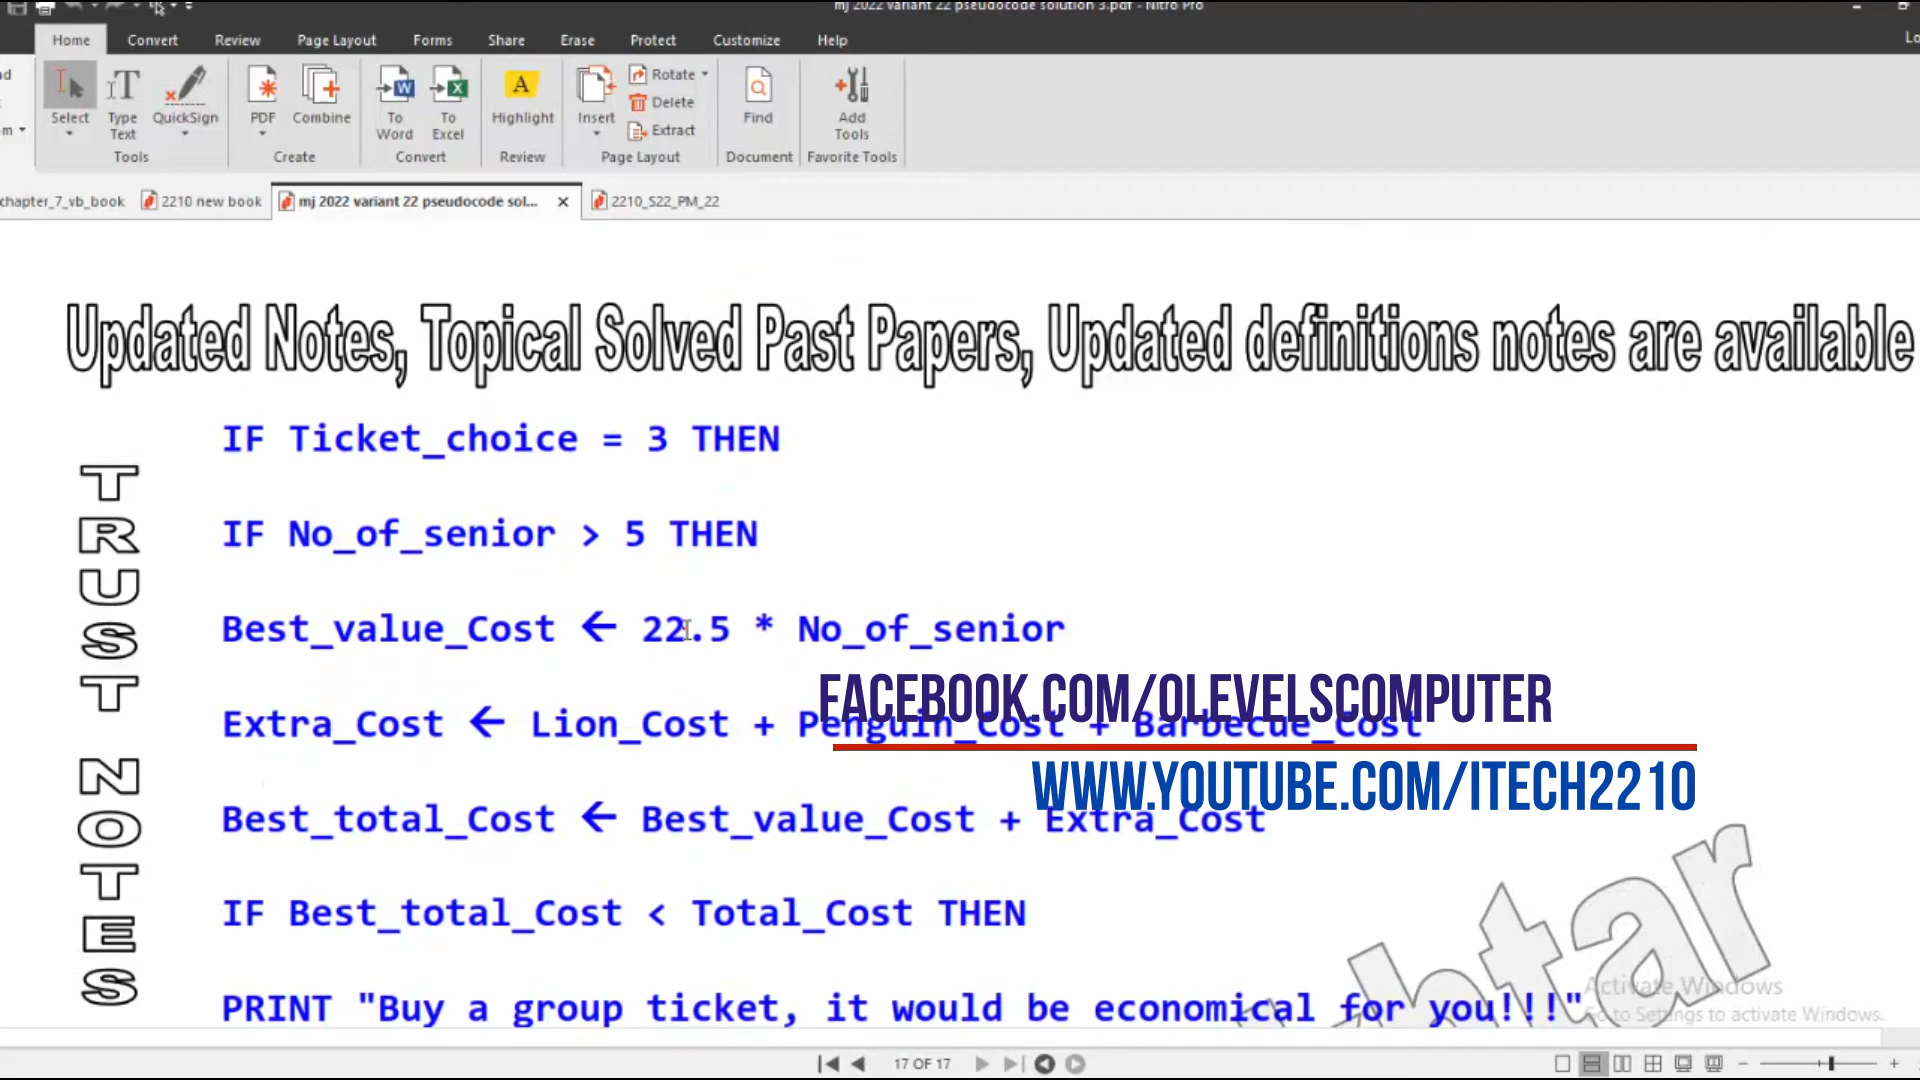 mj 2022 variant 22 pseudocode solution 3.pdf - Nitro Pro
Home Convert Review Page Layout Forms Share Erase Protect Customize Help
Select
Type Text
QuickSign
Tools
PDF
Combine
Create
To Word
To Excel
Convert
Highlight
Review
Insert
Rotate
Delete
Extract
Page Layout
Find
Document
Add Tools
Favorite Tools
chapter_7_vb_book
2210 new book
mj 2022 variant 22 pseudocode sol...
2210_S22_PM_22
Updated Notes, Topical Solved Past Papers, Updated definitions notes are available
TRUST NOTES
IF Ticket_choice = 3 THEN
IF No_of_senior > 5 THEN
Best_value_Cost ← 22.5 * No_of_senior
Extra_Cost ← Lion_Cost + Penguin_Cost + Barbecue_Cost
FACEBOOK.COM/OLEVELSCOMPUTER
WWW.YOUTUBE.COM/ITECH2210
Best_total_Cost ← Best_value_Cost + Extra_Cost
IF Best_total_Cost < Total_Cost THEN
PRINT "Buy a group ticket, it would be economical for you!!!"
Activate Windows
Go to Settings to activate Windows.
17 OF 17